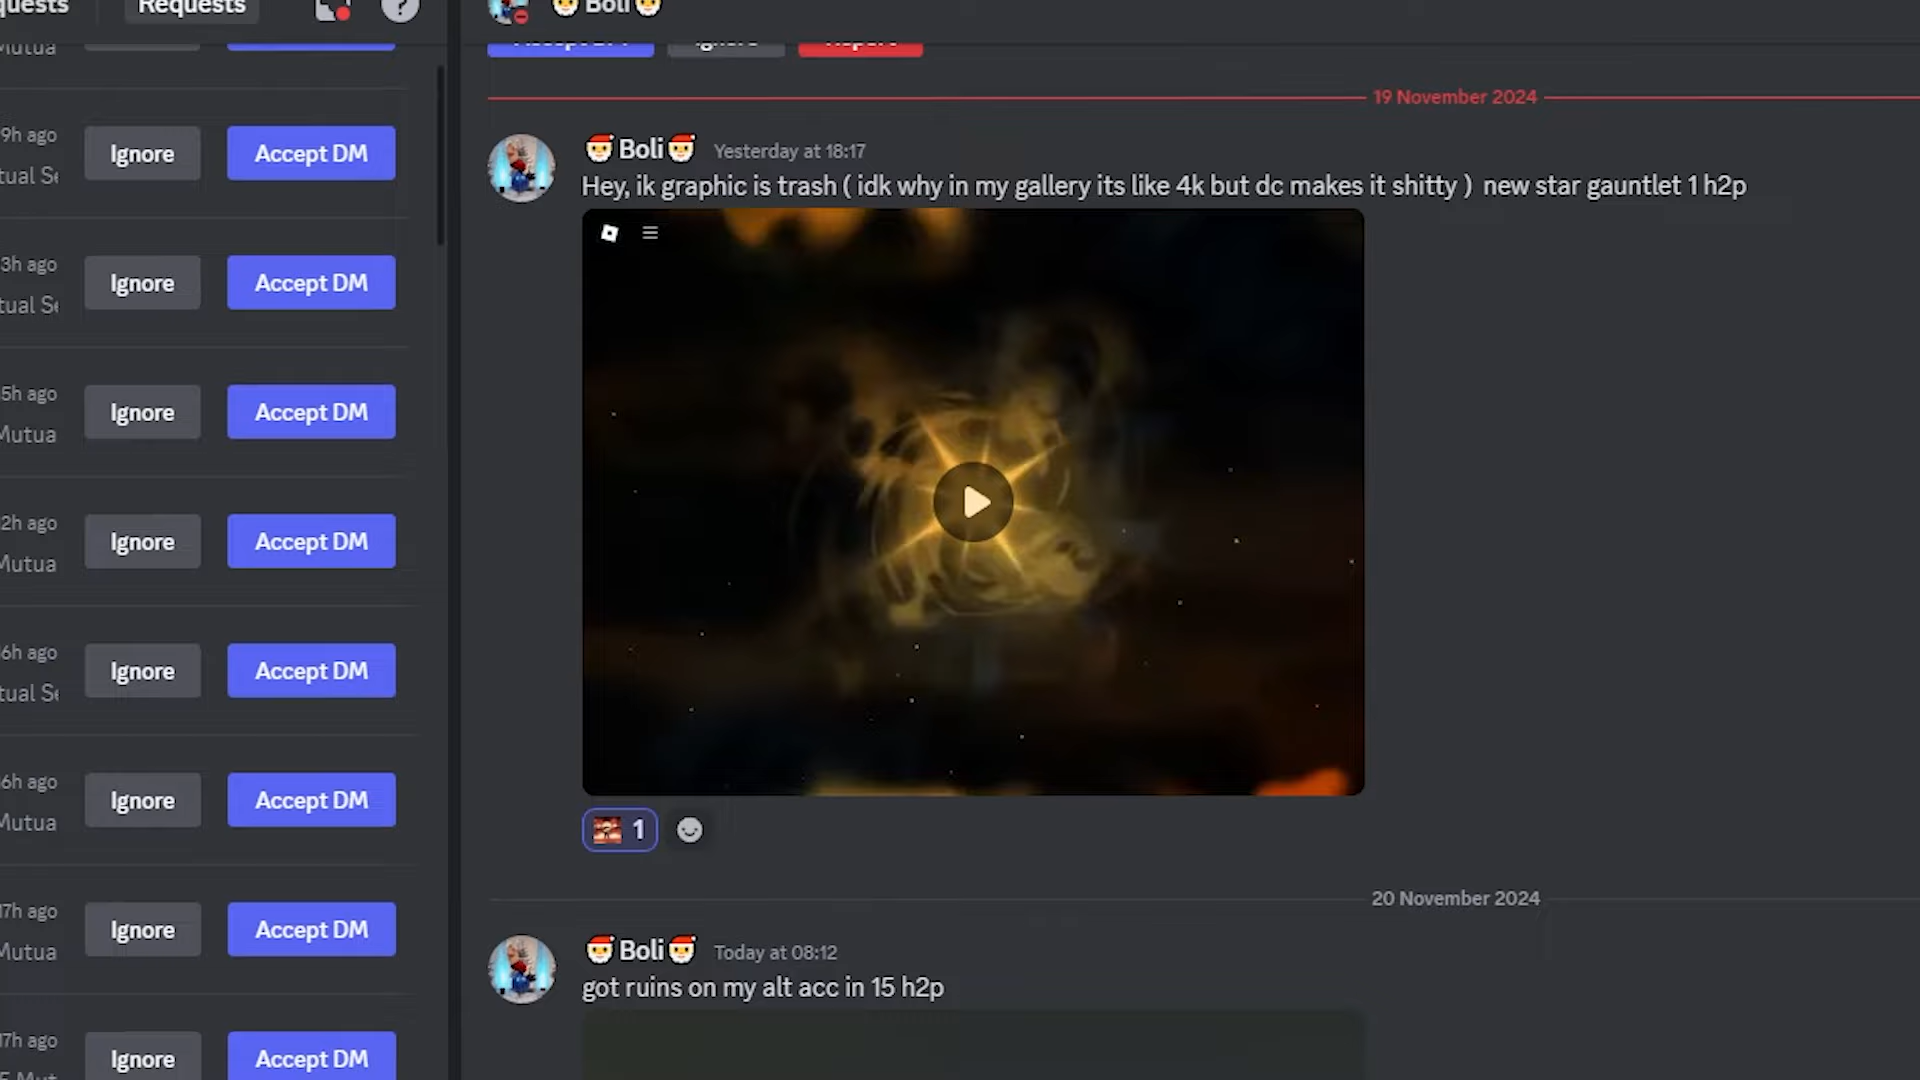 Requests
Boli
19 November 2024
9h ago
Ignore
Accept DM
3h ago
Ignore
Accept DM
5h ago
Ignore
Accept DM
2h ago
Ignore
Accept DM
6h ago
Ignore
Accept DM
6h ago
Ignore
Accept DM
17h ago
Ignore
Accept DM
17h ago
Ignore
Accept DM
Boli Yesterday at 18:17
Hey, ik graphic is trash ( idk why in my gallery its like 4k but dc makes it shitty ) new star gauntlet 1 h2p
1
20 November 2024
Boli Today at 08:12
got ruins on my alt acc in 15 h2p